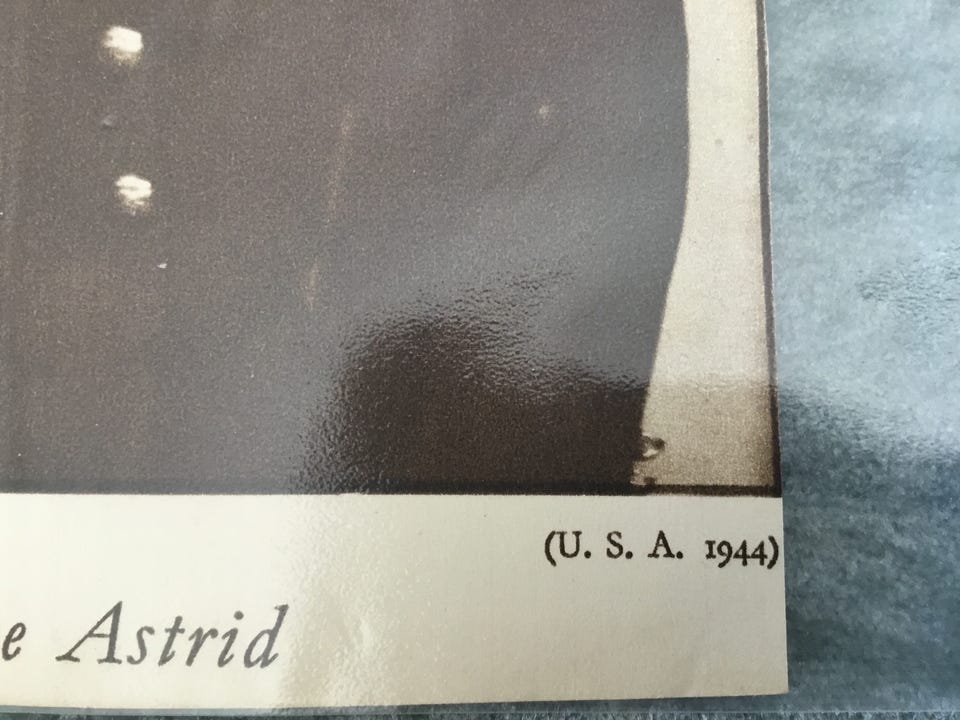 (U. S. A. 1944)
e Astrid